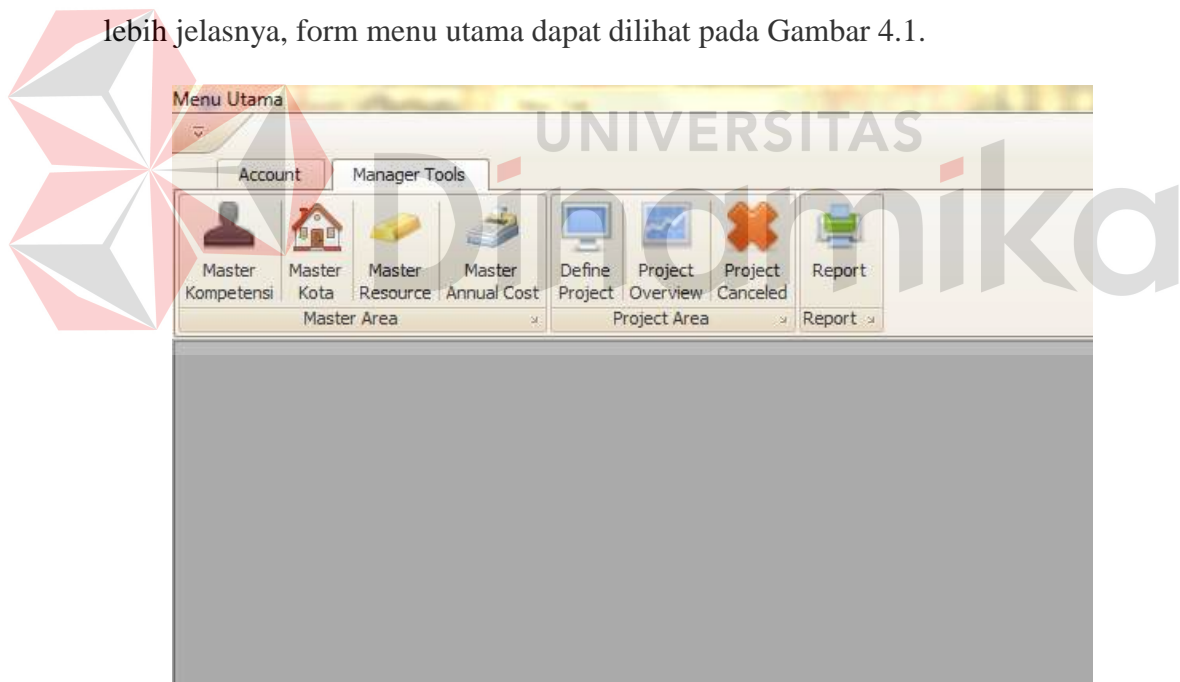 lebih jelasnya, form menu utama dapat dilihat pada Gambar 4.1.
Menu Utama
UNIVERSITAS
Dinamika
Account Manager Tools
Master Kompetensi
Master Kota
Master Resource
Master Annual Cost
Define Project
Project Overview
Project Canceled
Report
Master Area Project Area Report